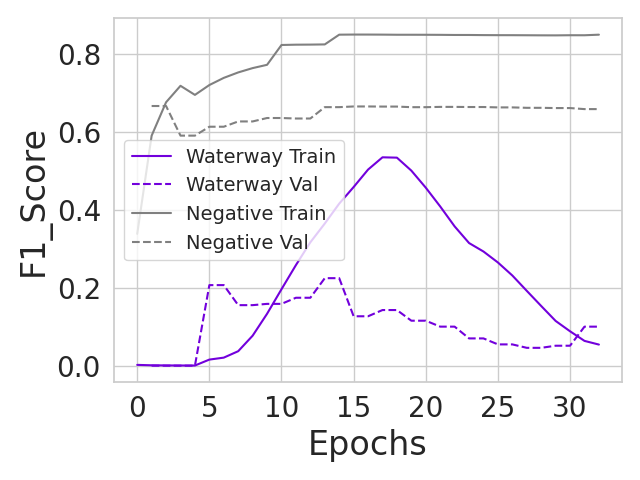 0.8
0.6
0.4
0.2
0.0
F1_Score
Waterway Train
Waterway Val
Negative Train
Negative Val
0 5 10 15 20 25 30
Epochs